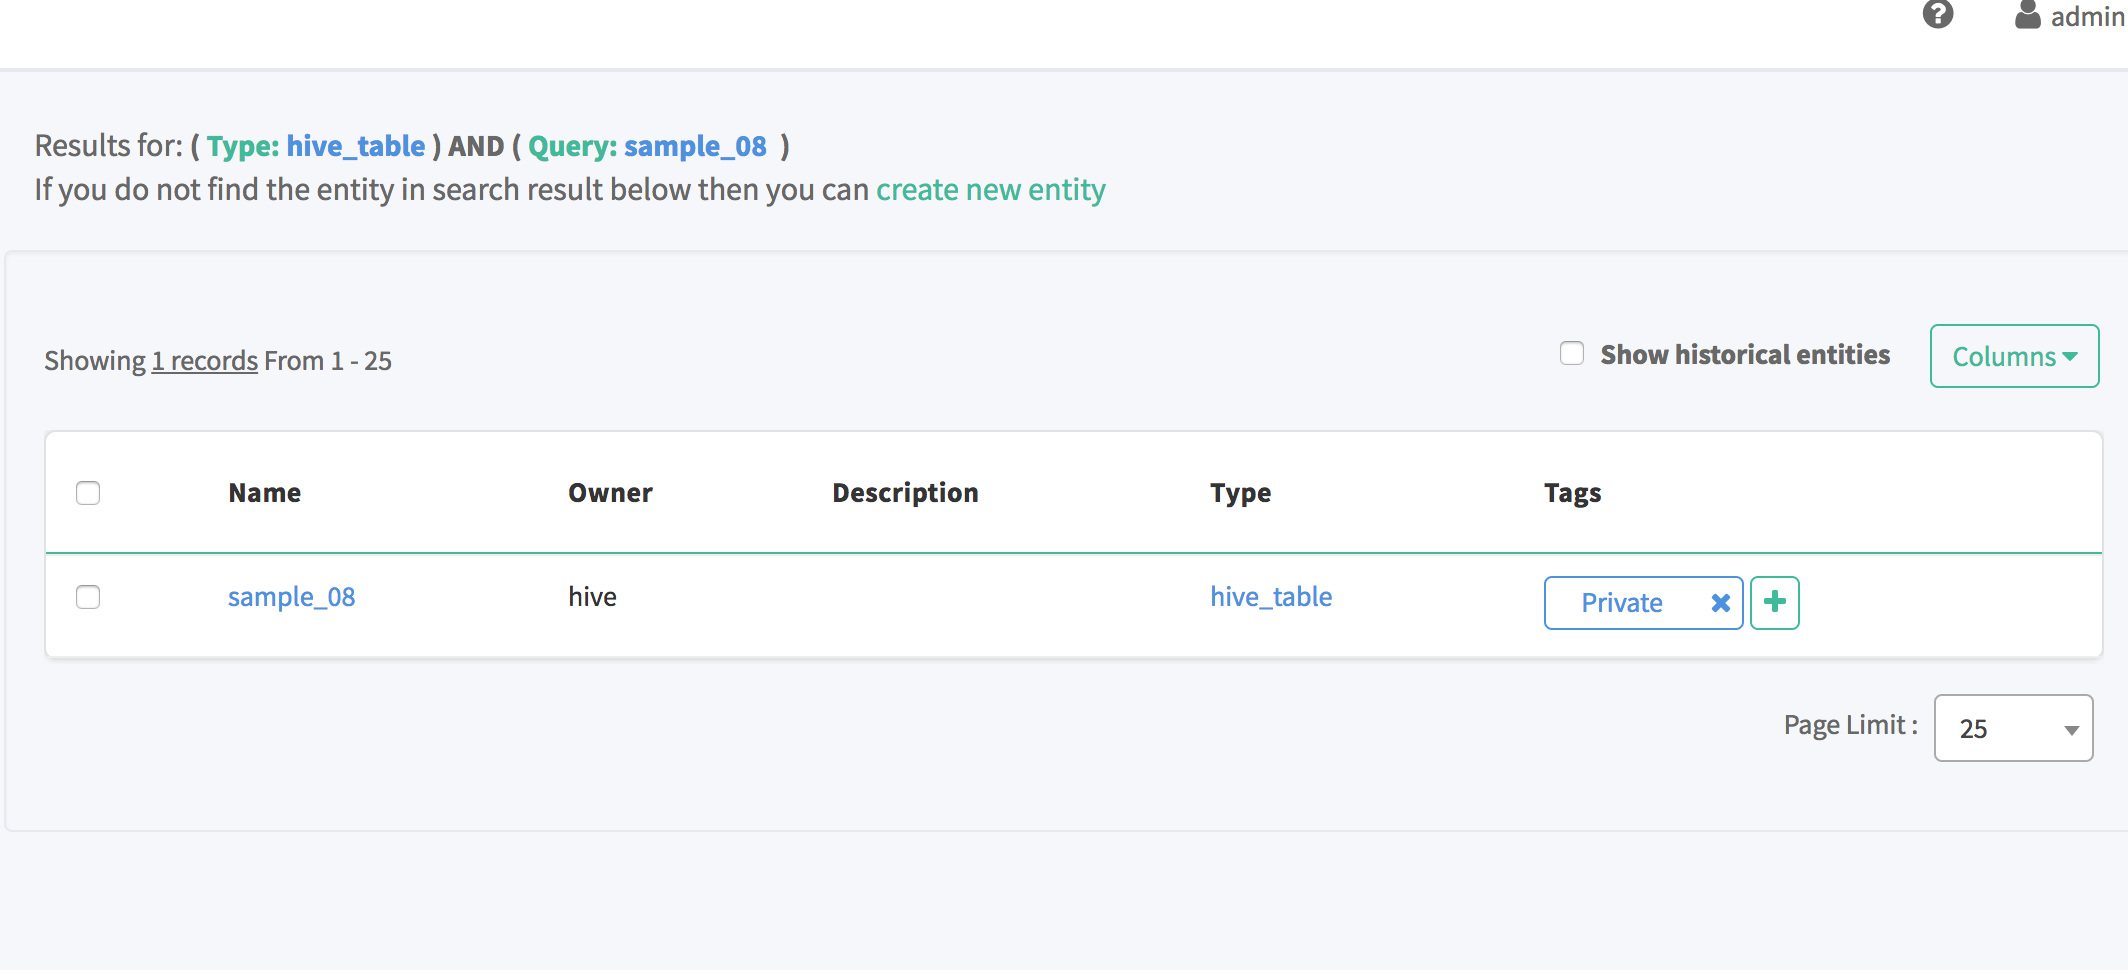 ? admin
Results for: ( Type: hive_table ) AND ( Query: sample_08 )
If you do not find the entity in search result below then you can create new entity
Showing 1 records From 1 - 25
Show historical entities
Columns
Name Owner Description Type Tags
sample_08 hive hive_table Private
Page Limit : 25